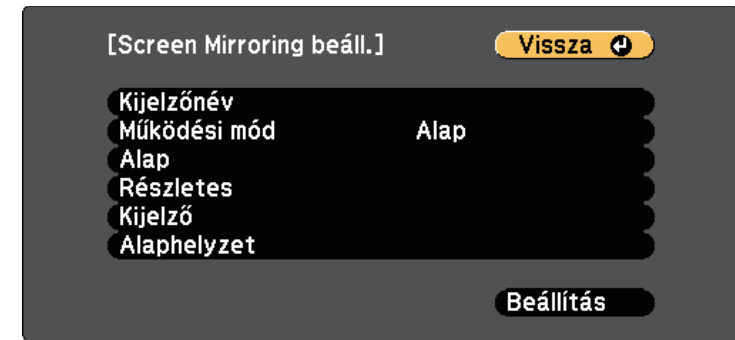 [Screen Mirroring beáll.] Vissza
Kijelzőnév
Működési mód Alap
Alap
Részletes
Kijelző
Alaphelyzet
Beállítás